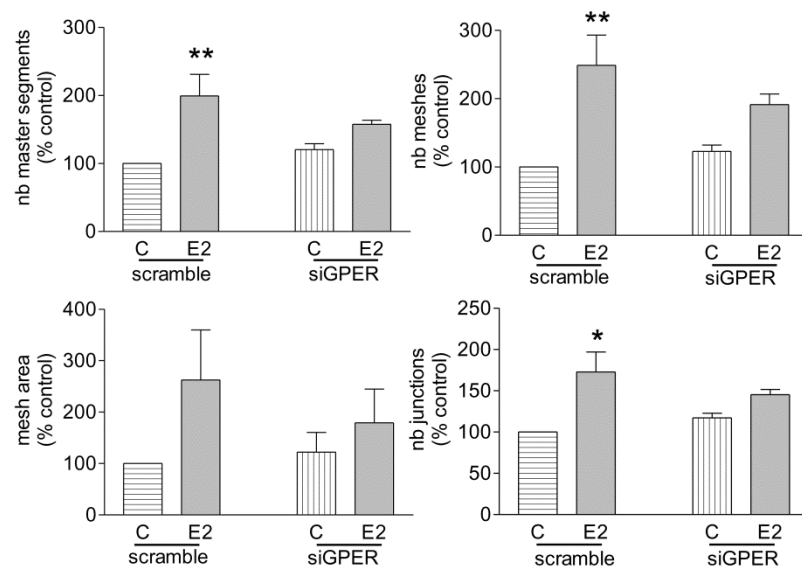 nb master segments
(% control)
300
200
100
0
**
C E2 C E2
scramble siGPER
nb meshes
(% control)
300
200
100
0
**
C E2 C E2
scramble siGPER
mesh area
(% control)
400
300
200
100
0
C E2 C E2
scramble siGPER
nb junctions
(% control)
250
200
150
100
50
0
*
C E2 C E2
scramble siGPER